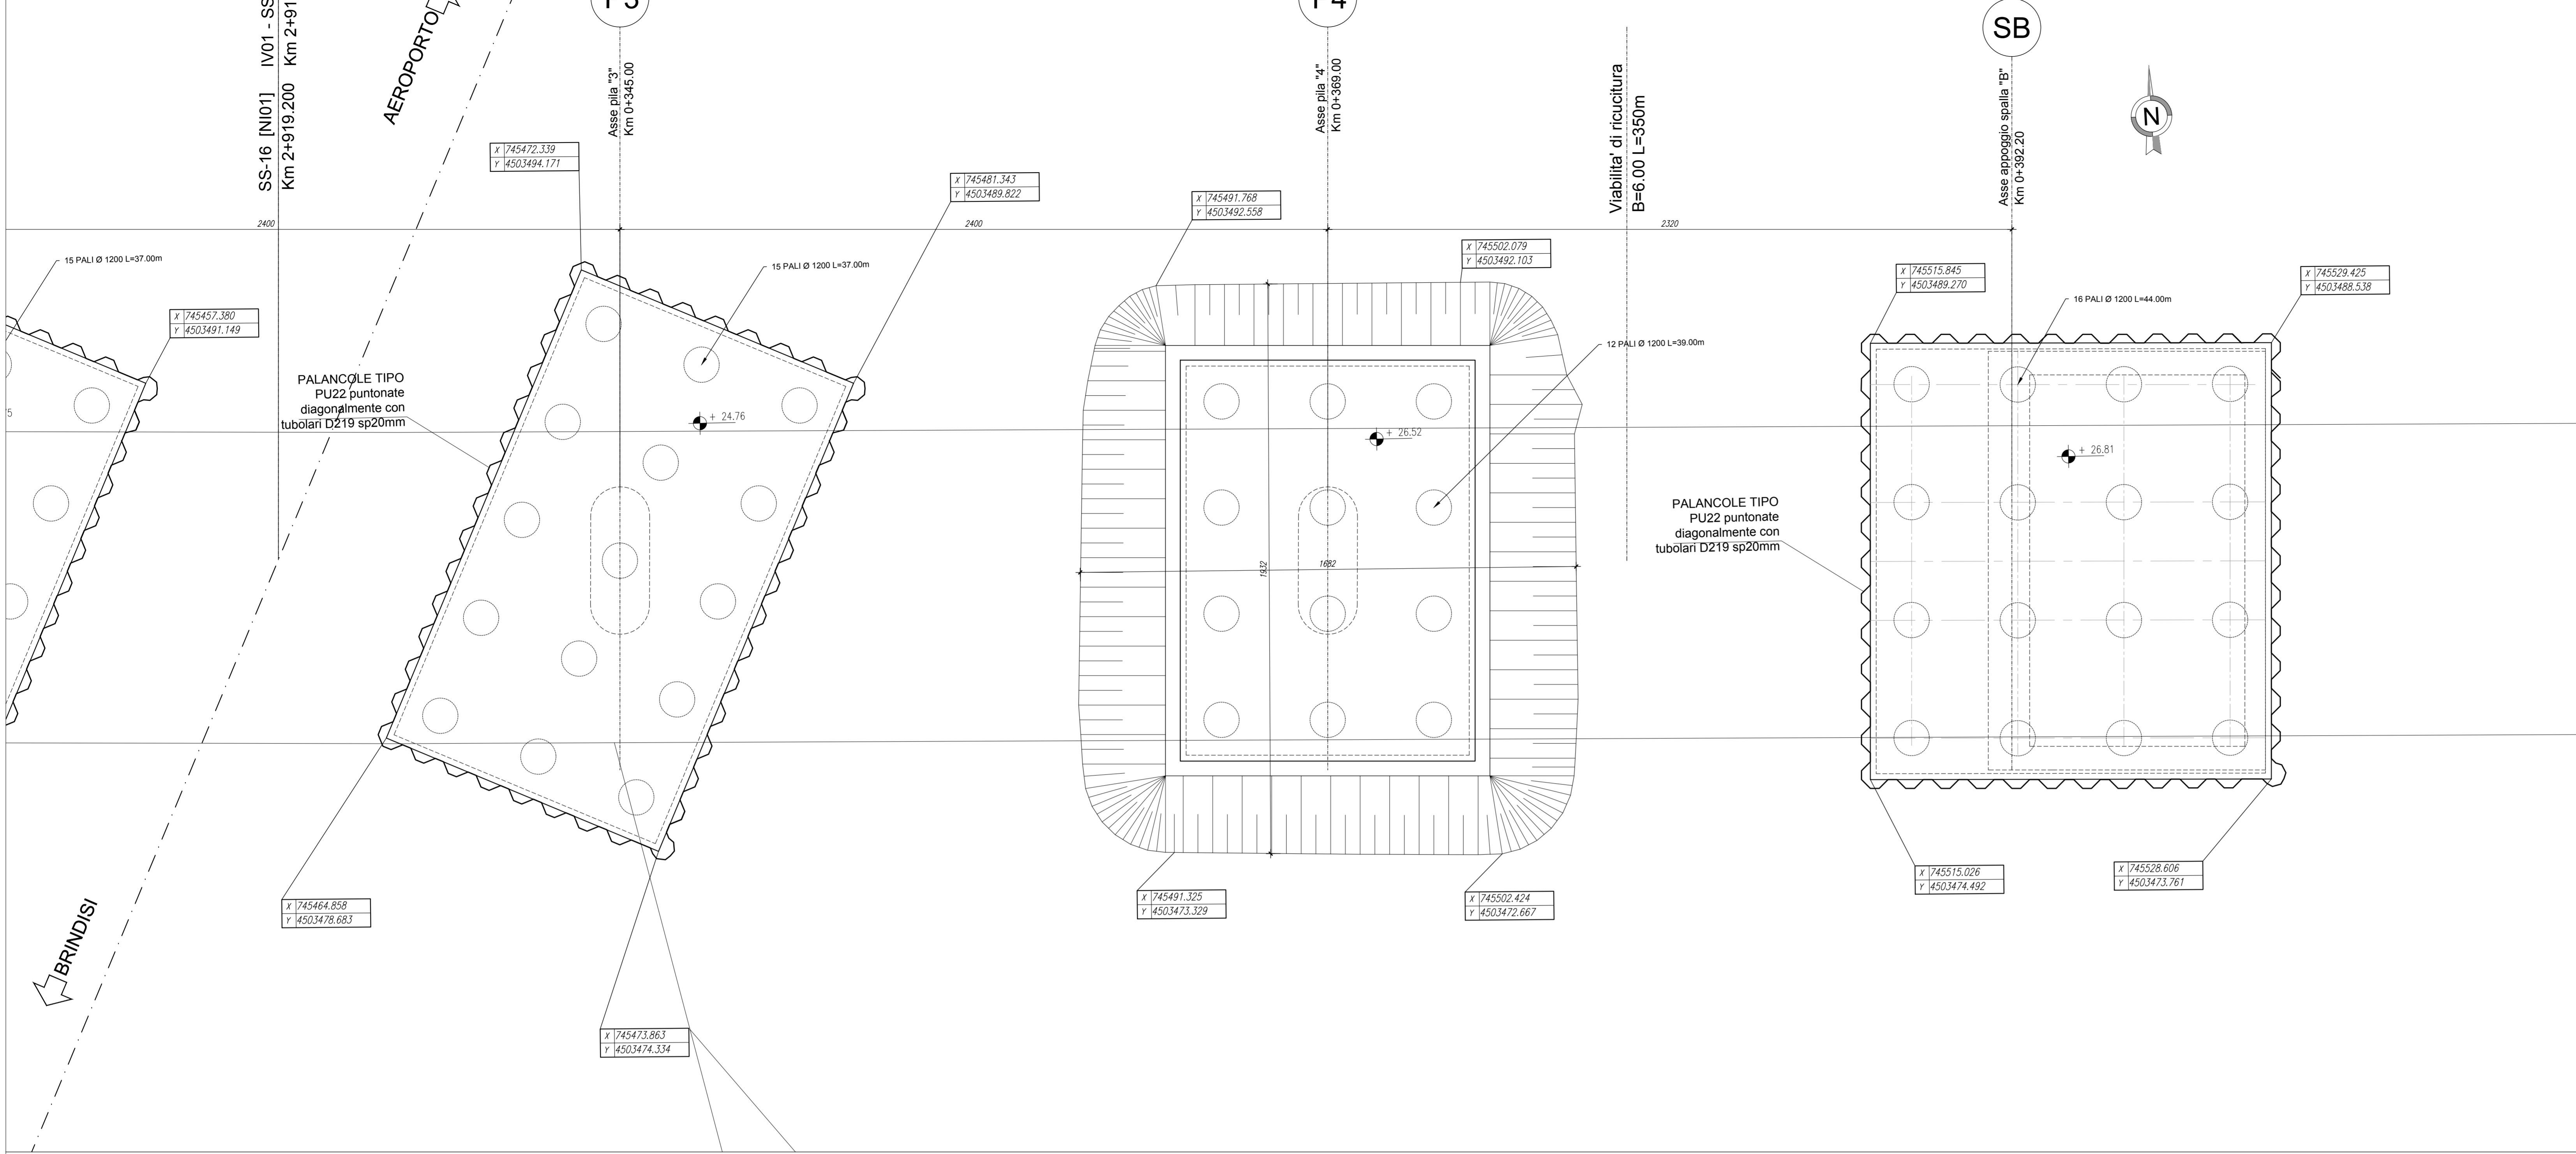 SS-16 [NI01]
Km 2+919.200
IV01 - SS
Km 2+91
AEROPORTO
P3
Asse pila "3"
Km 0+345.00
P4
Asse pila "4"
Km 0+369.00
Viabilita' di ricucitura
B=6.00 L=350m
SB
Asse appoggio spalla "B"
Km 0+392.20
N
X 745472.339
Y 4503494.171
X 745481.343
Y 4503489.822
X 745491.768
Y 4503492.558
X 745502.079
Y 4503492.103
X 745515.845
Y 4503489.270
X 745529.425
Y 4503488.538
2400
2400
2320
15 PALI Ø 1200 L=37.00m
15 PALI Ø 1200 L=37.00m
16 PALI Ø 1200 L=44.00m
12 PALI Ø 1200 L=39.00m
X 745457.380
Y 4503491.149
PALANCOLE TIPO
PU22 puntonate
diagonalmente con
tubolari D219 sp20mm
5
+ 24.76
+ 26.52
+ 26.81
PALANCOLE TIPO
PU22 puntonate
diagonalmente con
tubolari D219 sp20mm
1932
1682
X 745464.858
Y 4503478.683
X 745473.863
Y 4503474.334
X 745491.325
Y 4503473.329
X 745502.424
Y 4503472.667
X 745515.026
Y 4503474.492
X 745528.606
Y 4503473.761
BRINDISI